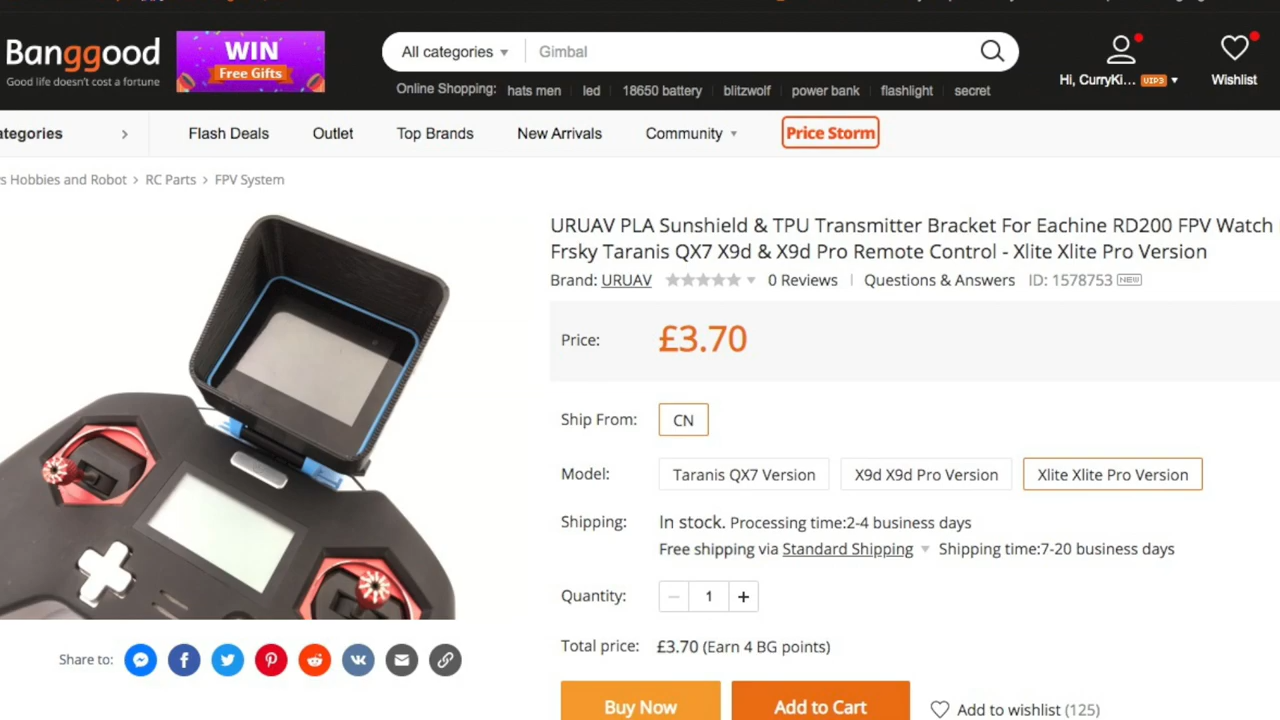 Banggood
Good life doesn't cost a fortune
WIN
Free Gifts
All categories
Gimbal
Online Shopping: hats men led 18650 battery blitzwolf power bank flashlight secret
Hi, CurryKi... VIP3
Wishlist
ategories
Flash Deals Outlet Top Brands New Arrivals Community Price Storm
s Hobbies and Robot > RC Parts > FPV System
URUAV PLA Sunshield & TPU Transmitter Bracket For Eachine RD200 FPV Watch
Frsky Taranis QX7 X9d & X9d Pro Remote Control - Xlite Xlite Pro Version
Brand: URUAV 0 Reviews Questions & Answers ID: 1578753 NEW
Price: £3.70
Ship From: CN
Model: Taranis QX7 Version X9d X9d Pro Version Xlite Xlite Pro Version
Shipping: In stock. Processing time:2-4 business days
Free shipping via Standard Shipping Shipping time:7-20 business days
Quantity: − 1 +
Total price: £3.70 (Earn 4 BG points)
Share to:
Buy Now Add to Cart Add to wishlist (125)